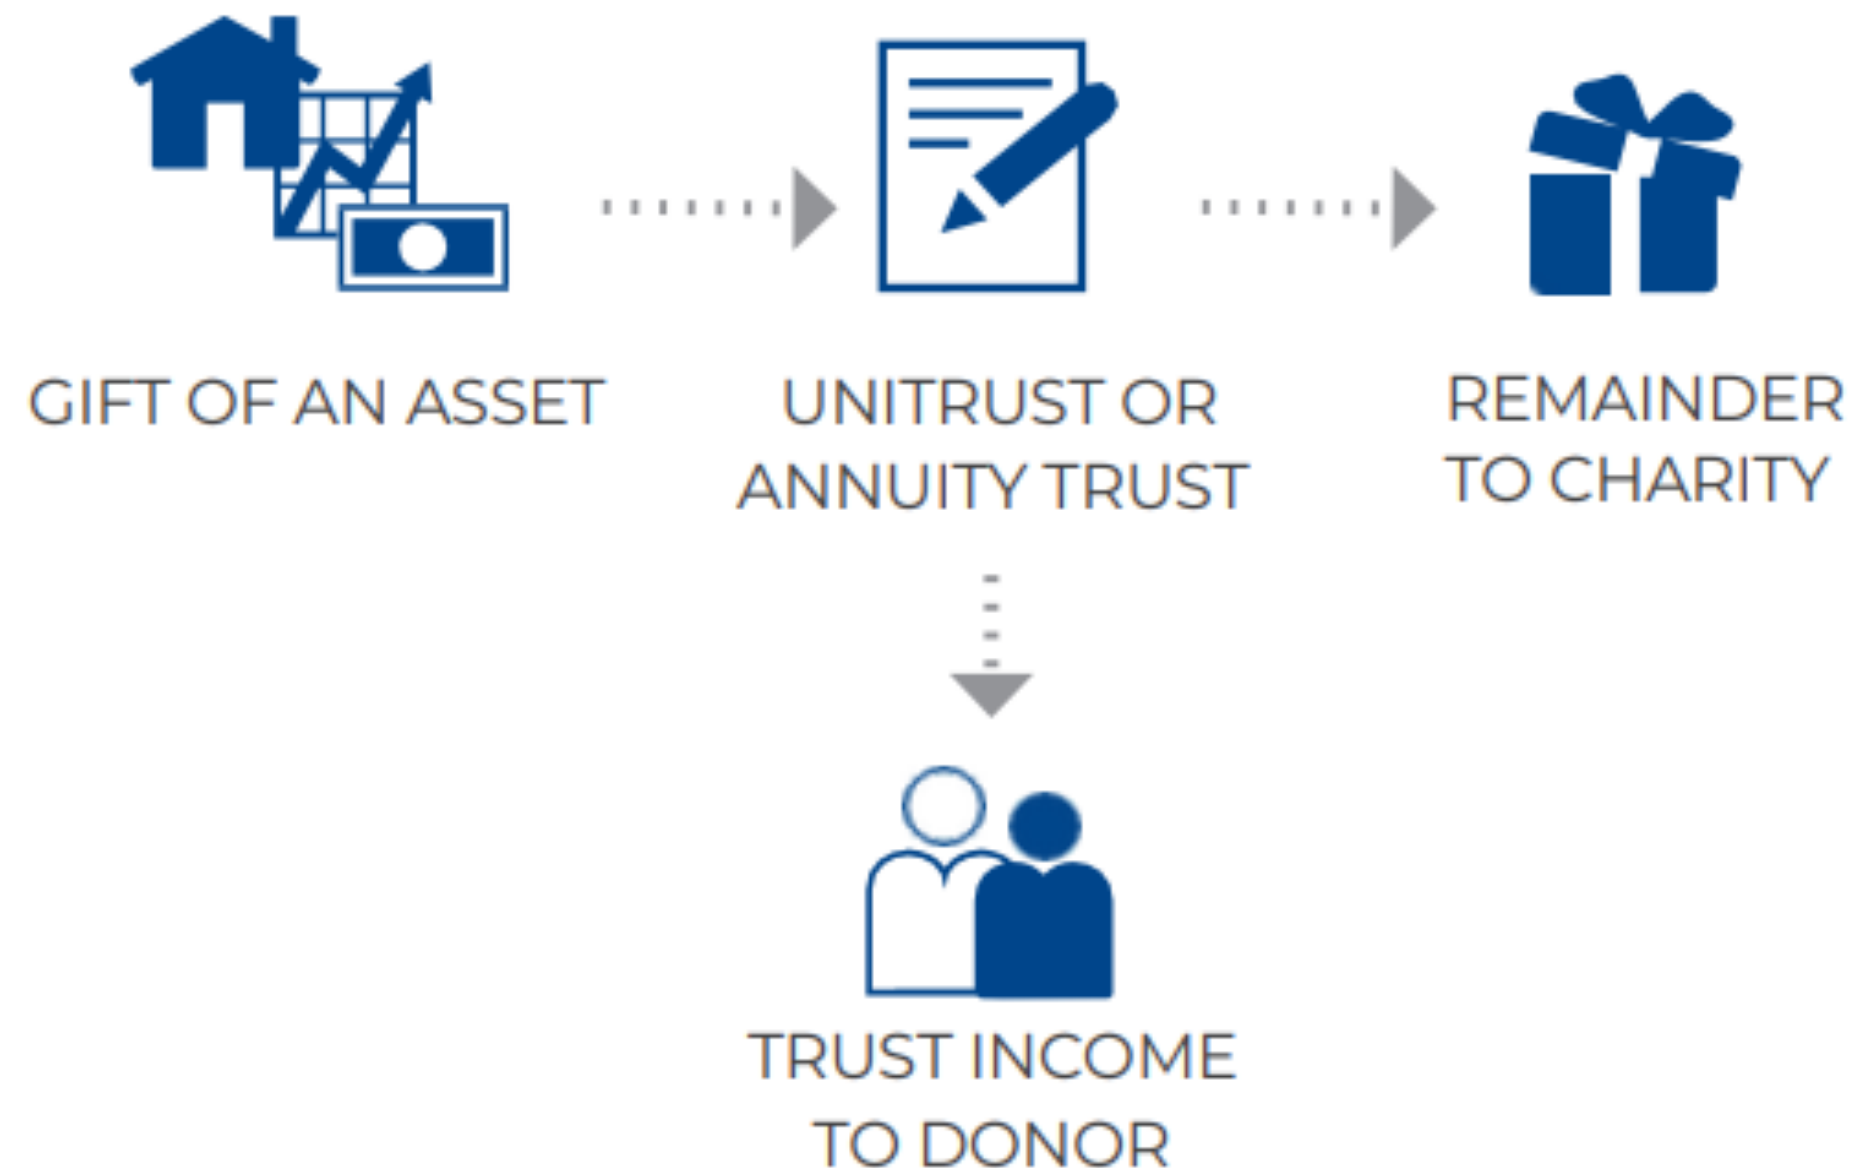 GIFT OF AN ASSET
UNITRUST OR
ANNUITY TRUST
REMAINDER
TO CHARITY
TRUST INCOME
TO DONOR